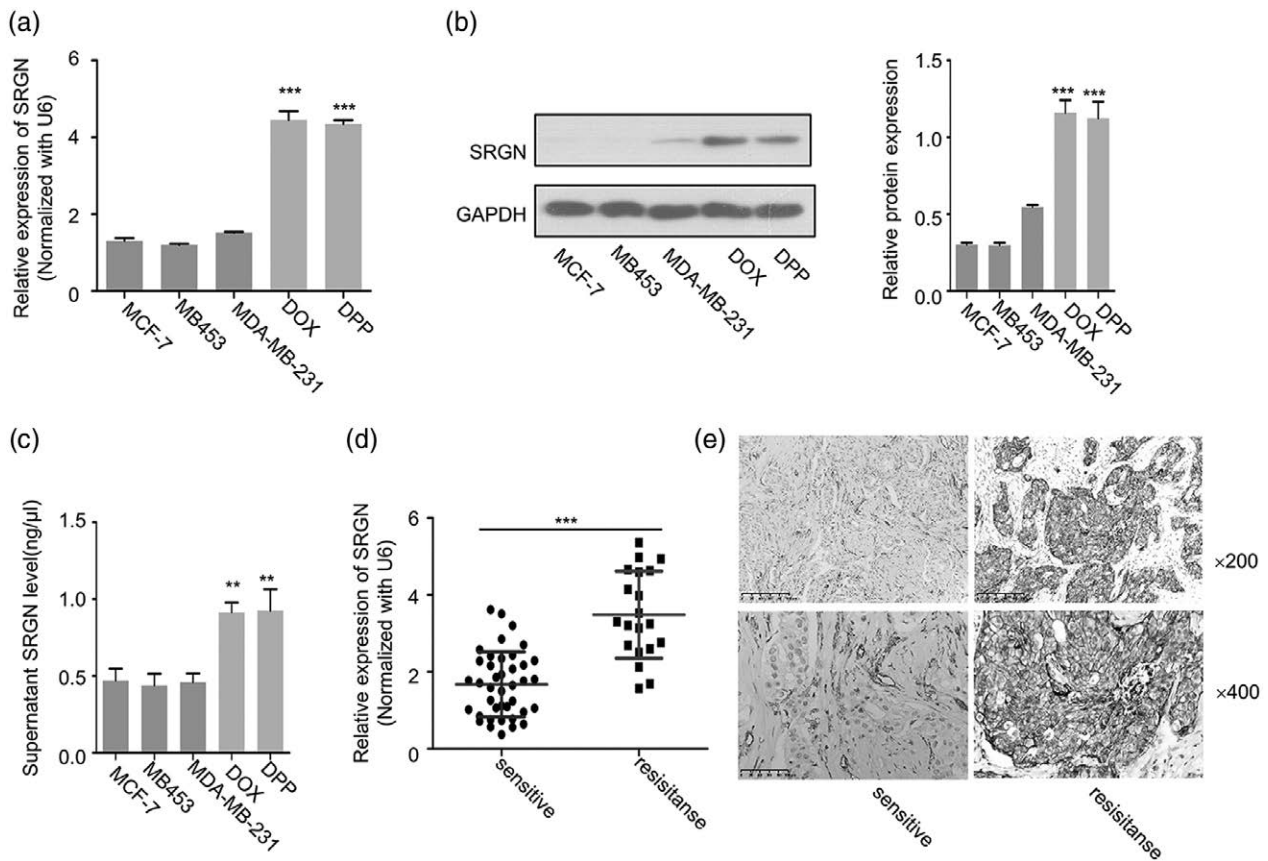 (a)
Relative expression of SRGN
(Normalized with U6)
6
4
2
0
***
***
MCF-7
MB453
MDA-MB-231
DOX
DPP
(b)
SRGN
GAPDH
MCF-7
MB453
MDA-MB-231
DOX
DPP
Relative protein expression
1.5
1.0
0.5
0.0
***
***
MCF-7
MB453
MDA-MB-231
DOX
DPP
(c)
Supernatant SRGN level(ng/μl)
1.5
1.0
0.5
0.0
**
**
MCF-7
MB453
MDA-MB-231
DOX
DPP
(d)
Relative expression of SRGN
(Normalized with U6)
6
4
2
0
***
sensitive
resisitanse
(e)
×200
×400
sensitive
resisitanse